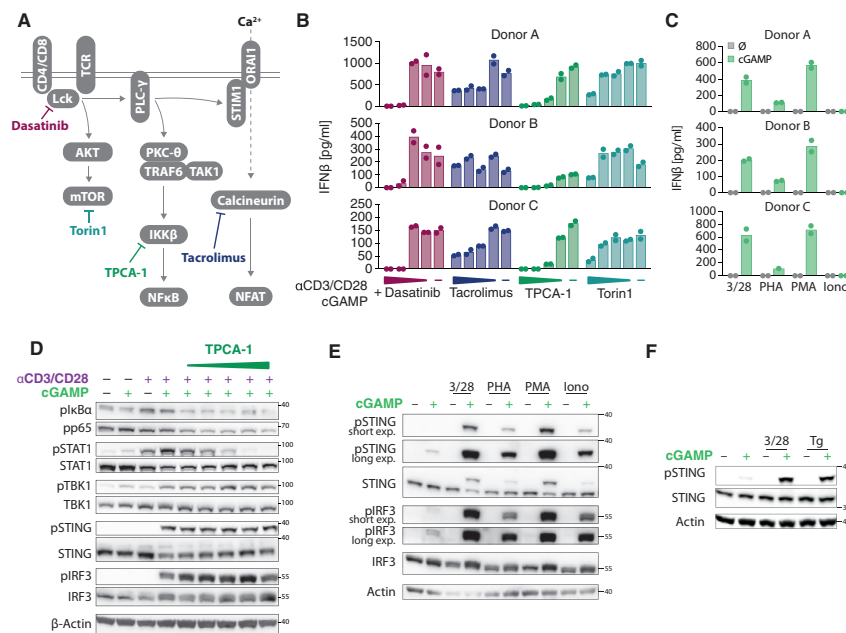 A
Ca²⁺
CD4/CD8
TCR
Lck
PLC-γ
STIM1
ORAI1
Dasatinib
AKT
PKC-θ
TRAF6
TAK1
mTOR
Calcineurin
Torin1
IKKβ
TPCA-1
Tacrolimus
NFκB
NFAT
B
Donor A
1500
1000
500
0
Donor B
500
400
300
200
100
0
IFNβ [pg/ml]
Donor C
250
200
150
100
50
0
αCD3/CD28 + Dasatinib – Tacrolimus – TPCA-1 – Torin1 –
cGAMP
C
Ø
cGAMP
Donor A
800
600
400
200
0
Donor B
400
300
200
100
0
IFNβ [pg/ml]
Donor C
1000
800
600
400
200
0
3/28 PHA PMA Iono
D
TPCA-1
αCD3/CD28 – – + + + + + + +
cGAMP – + – + + + + + +
pIκBα 40
pp65 70
pSTAT1 100
STAT1 100
pTBK1 100
TBK1 100
pSTING 40
STING 40
pIRF3 55
IRF3 55
β-Actin 40
E
3/28 PHA PMA Iono
cGAMP – + – + – + – + – +
40
pSTING
short exp.
pSTING
long exp.
40
STING
pIRF3
short exp. 55
pIRF3
long exp. 55
IRF3 55
Actin 40
F
3/28 Tg
cGAMP – + – + – +
pSTING
STING
Actin